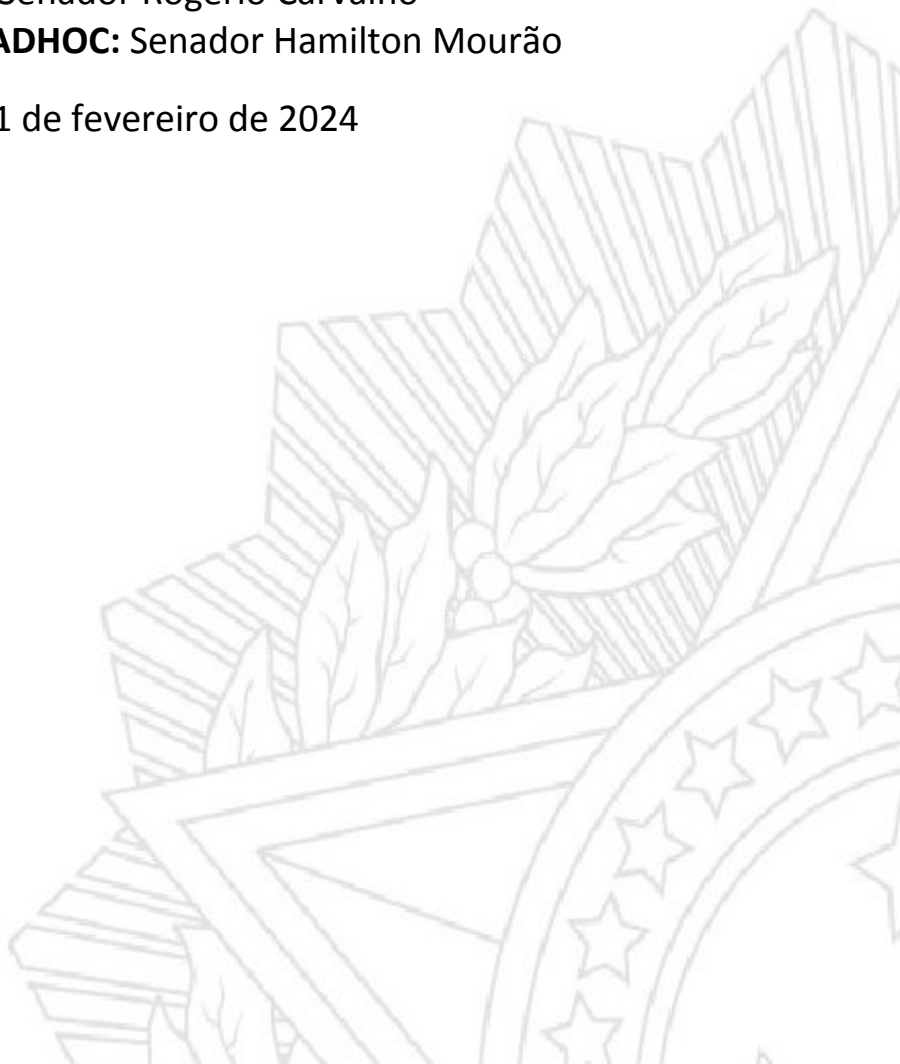 Senador Rogério Carvalho
ADHOC: Senador Hamilton Mourão
1 de fevereiro de 2024